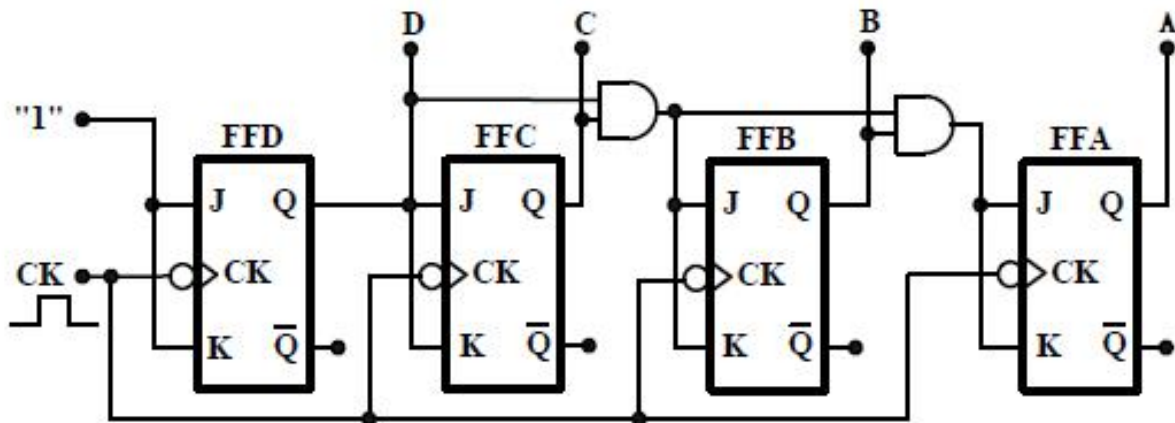 D C B A
"1"
FFD FFC FFB FFA
J Q J Q J Q J Q
CK CK CK CK CK
K Q̅ K Q̅ K Q̅ K Q̅